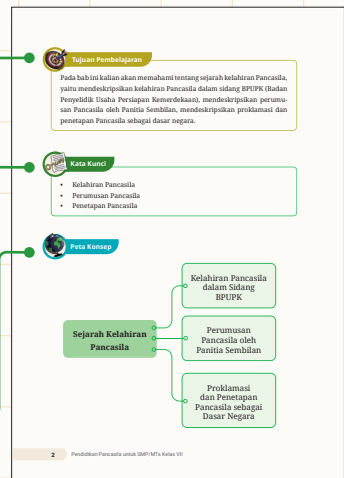 Tujuan Pembelajaran
Pada bab ini kalian akan memahami tentang sejarah kelahiran Pancasila,
yaitu mendeskripsikan kelahiran Pancasila dalam sidang BPUPK (Badan
Penyelidik Usaha Persiapan Kemerdekaan), mendeskripsikan perumu-
san Pancasila oleh Panitia Sembilan, mendeskripsikan proklamasi dan
penetapan Pancasila sebagai dasar negara.
Kata Kunci
• Kelahiran Pancasila
• Perumusan Pancasila
• Penetapan Pancasila
Peta Konsep
Sejarah Kelahiran
Pancasila
Kelahiran Pancasila
dalam Sidang
BPUPK
Perumusan
Pancasila oleh
Panitia Sembilan
Proklamasi
dan Penetapan
Pancasila sebagai
Dasar Negara
2 Pendidikan Pancasila untuk SMP/MTs Kelas VII